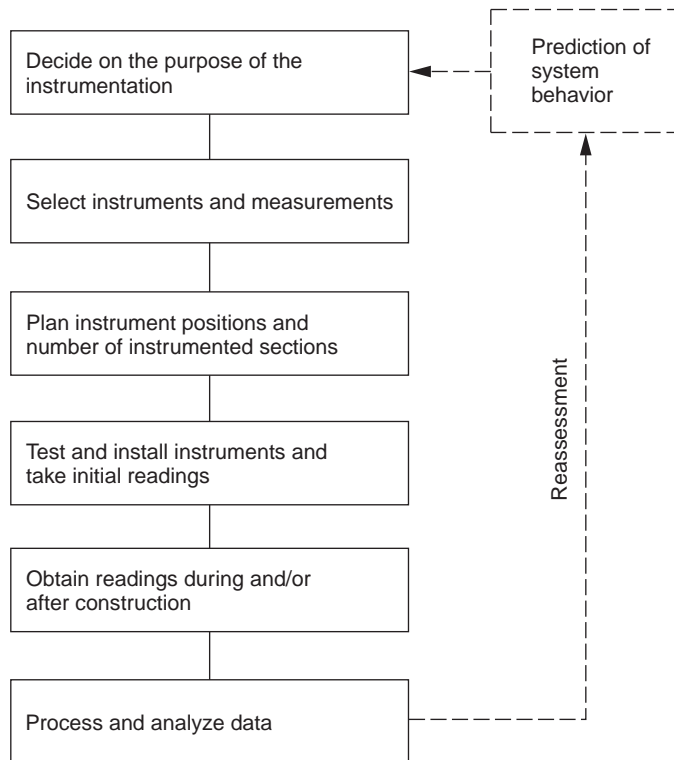 Decide on the purpose of the
instrumentation
Prediction of
system
behavior
Select instruments and measurements
Plan instrument positions and
number of instrumented sections
Test and install instruments and
take initial readings
Reassessment
Obtain readings during and/or
after construction
Process and analyze data